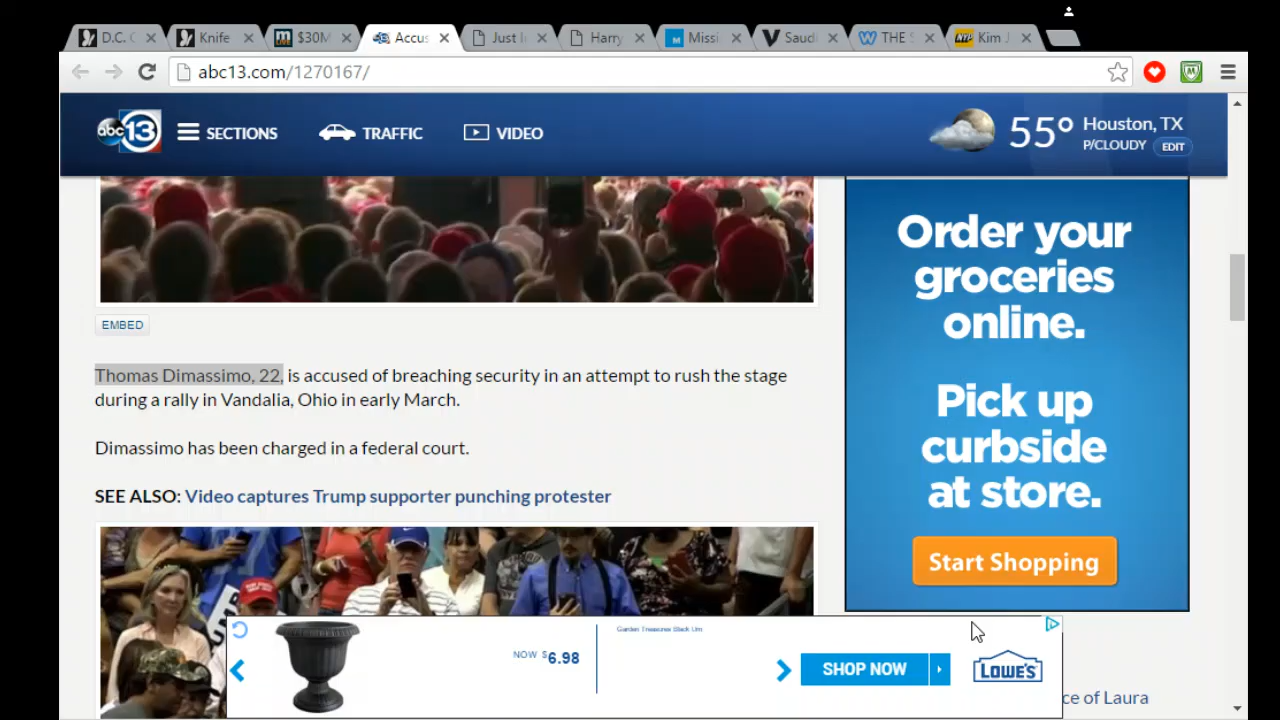 D.C. C
Knife
$30M
Accus
Just I
Harry
Missi
Saudi
THE S
Kim J
abc13.com/1270167/
abc 13
SECTIONS
TRAFFIC
VIDEO
55°
Houston, TX
P/CLOUDY
EDIT
EMBED
Thomas Dimassimo, 22, is accused of breaching security in an attempt to rush the stage
during a rally in Vandalia, Ohio in early March.
Dimassimo has been charged in a federal court.
SEE ALSO: Video captures Trump supporter punching protester
Order your
groceries
online.
Pick up
curbside
at store.
Start Shopping
Garden Treasures Black Urn
NOW $6.98
SHOP NOW
LOWE'S
ce of Laura